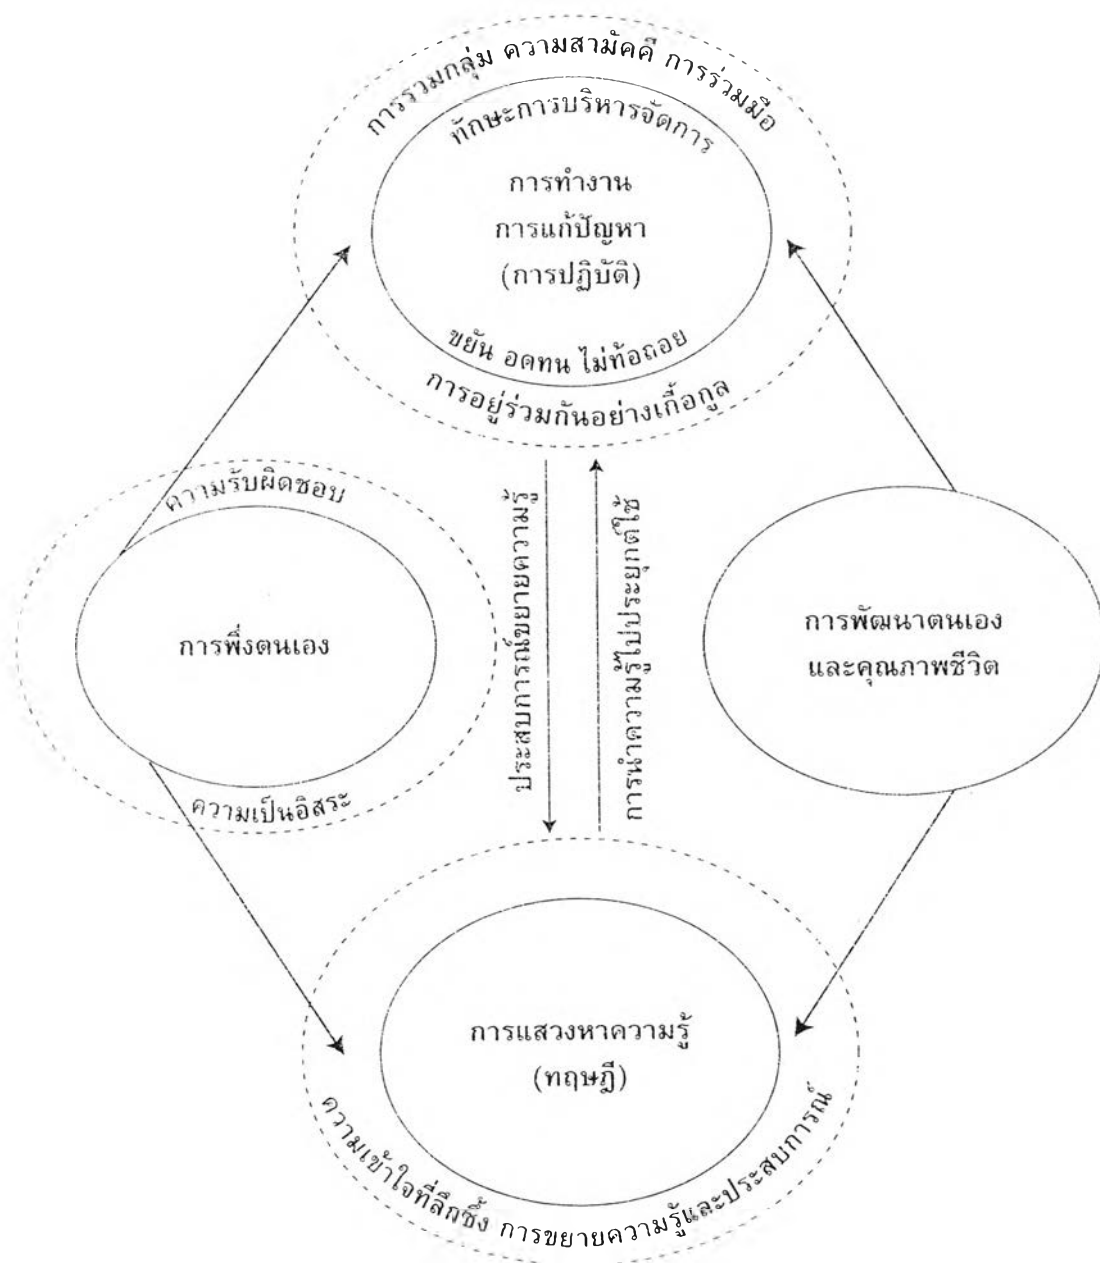 การรวมกลุ่ม ความสามัคคี การร่วมมือ
ทักษะการบริหารจัดการ
การทำงาน
การแก้ปัญหา
(การปฏิบัติ)
ขยัน อดทน ไม่ท้อถอย
การอยู่ร่วมกันอย่างเกื้อกูล
ความรับผิดชอบ
การพึ่งตนเอง
ความเป็นอิสระ
ประสบการณ์ขยายความรู้
การนำความรู้ไปประยุกต์ใช้
การพัฒนาตนเอง
และคุณภาพชีวิต
การแสวงหาความรู้
(ทฤษฎี)
ความเข้าใจที่ลึกซึ้ง การขยายความรู้และประสบการณ์